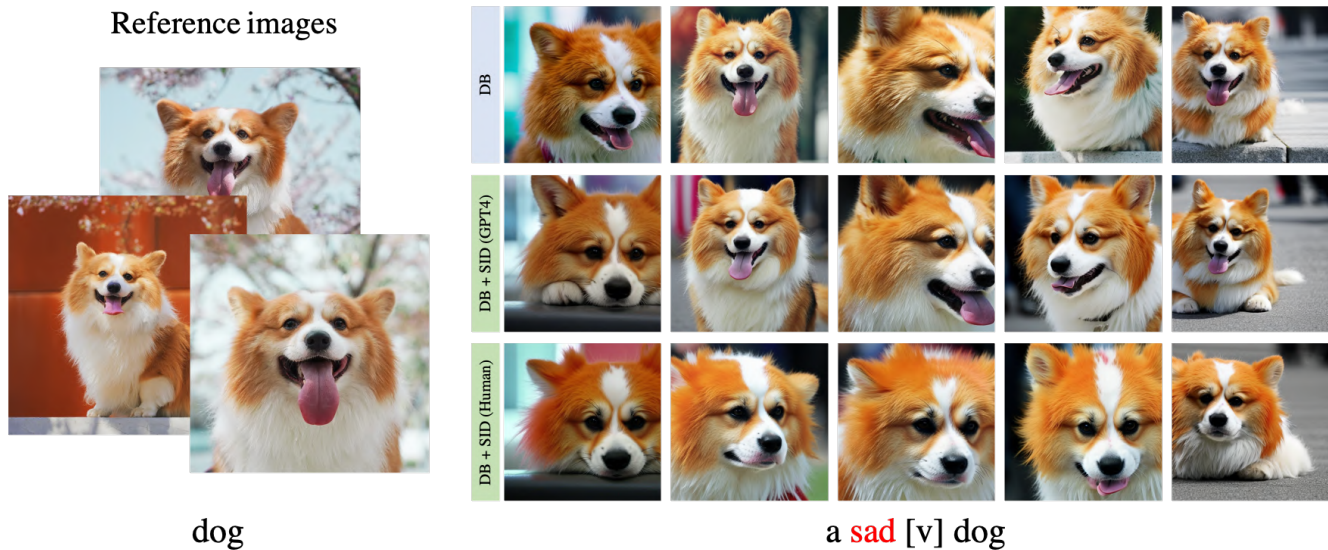 Reference images
dog
DB
DB + SID (GPT4)
DB + SID (Human)
a sad [v] dog